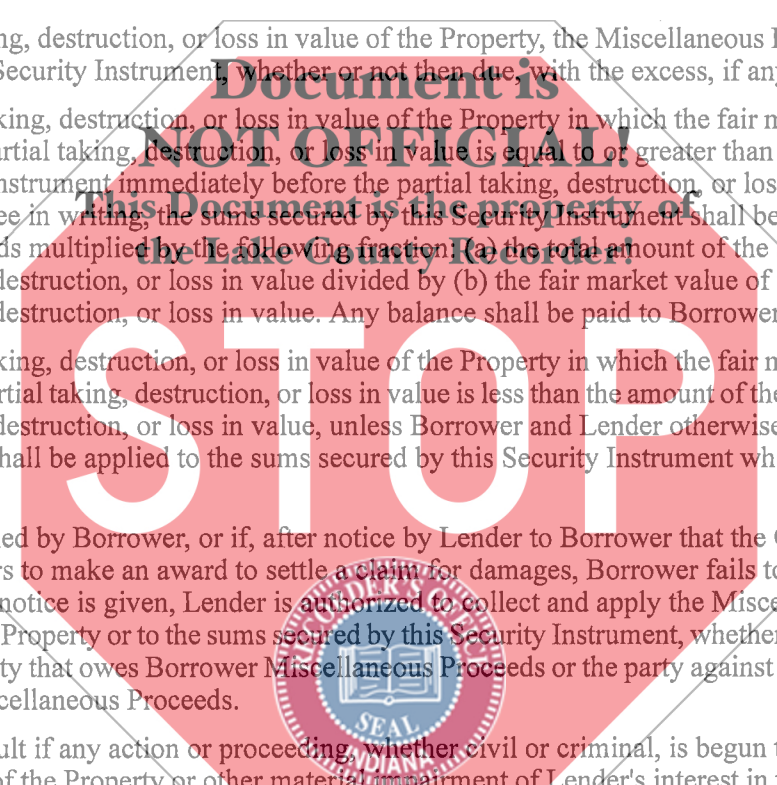 ng, destruction, or loss in value of the Property, the Miscellaneous
Security Instrument, whether or not then due, with the excess, if any
Document is
king, destruction, or loss in value of the Property in which the fair
NOT OFFICIAL!
artial taking, destruction, or loss in value is equal to or greater than
nstrument immediately before the partial taking, destruction, or los
This Document is the property of
ee in writing, the sums secured by this Security Instrument shall be
the Lake County Recorder!
ds multiplied by the following fraction: (a) the total amount of the
destruction, or loss in value divided by (b) the fair market value of
destruction, or loss in value. Any balance shall be paid to Borrower
STOP
king, destruction, or loss in value of the Property in which the fair
rtial taking, destruction, or loss in value is less than the amount of the
destruction, or loss in value, unless Borrower and Lender otherwise
hall be applied to the sums secured by this Security Instrument wh
ed by Borrower, or if, after notice by Lender to Borrower that the
rs to make an award to settle a claim for damages, Borrower fails to
notice is given, Lender is authorized to collect and apply the Misce
Property or to the sums secured by this Security Instrument, whether
ty that owes Borrower Miscellaneous Proceeds or the party against
cellaneous Proceeds.
SEAL
INDIANA
ult if any action or proceeding, whether civil or criminal, is begun
of the Property or other material impairment of Lender's interest in